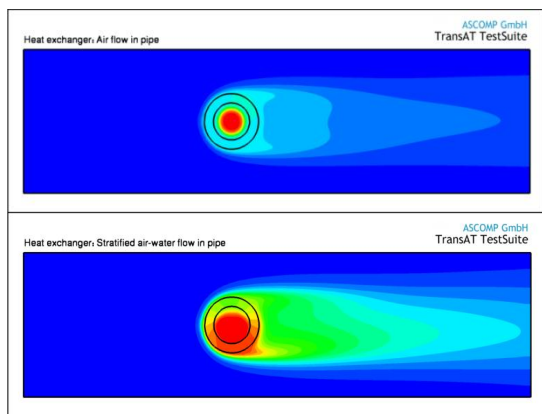 ASCOMP GmbH
Heat exchanger: Air flow in pipe
TransAT TestSuite
ASCOMP GmbH
Heat exchanger: Stratified air-water flow in pipe
TransAT TestSuite